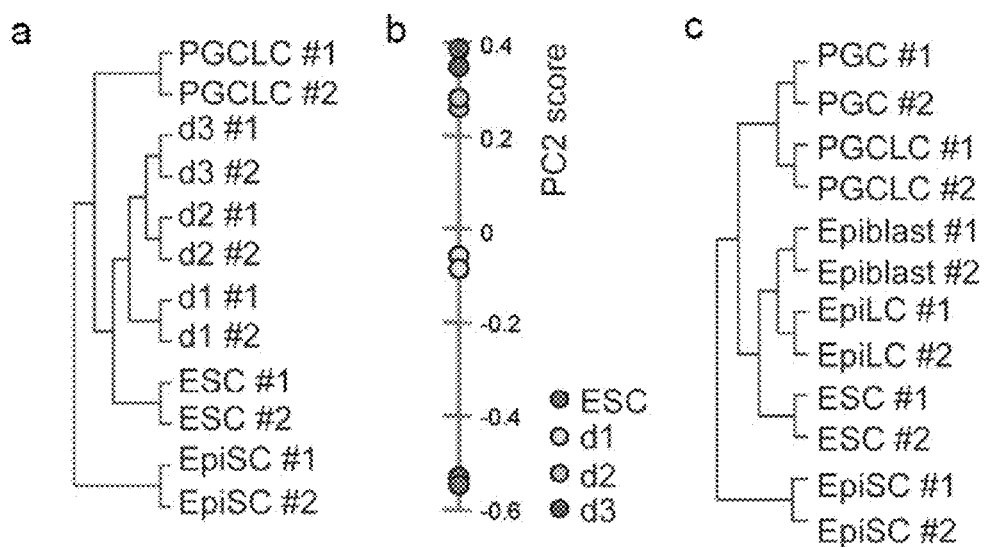 a
PGCLC #1
PGCLC #2
d3 #1
d3 #2
d2 #1
d2 #2
d1 #1
d1 #2
ESC #1
ESC #2
EpiSC #1
EpiSC #2
b
0.4
0.2
0
-0.2
-0.4
-0.6
PC2 score
ESC
d1
d2
d3
c
PGC #1
PGC #2
PGCLC #1
PGCLC #2
Epiblast #1
Epiblast #2
EpiLC #1
EpiLC #2
ESC #1
ESC #2
EpiSC #1
EpiSC #2